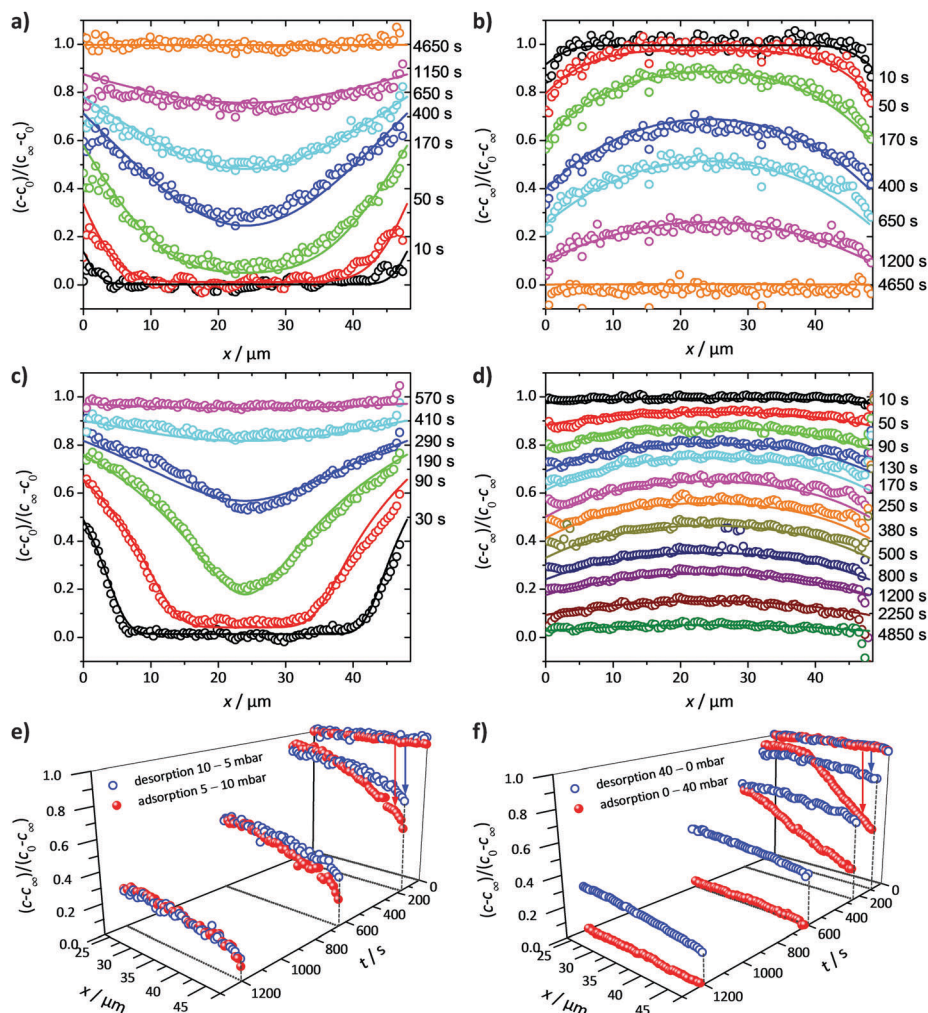 a)
(c-c₀)/(c∞-c₀)
1.0
0.8
0.6
0.4
0.2
0.0
4650 s
1150 s
650 s
400 s
170 s
50 s
10 s
0 10 20 30 40
x / µm
b)
(c-c∞)/(c₀-c∞)
1.0
0.8
0.6
0.4
0.2
0.0
10 s
50 s
170 s
400 s
650 s
1200 s
4650 s
0 10 20 30 40
x / µm
c)
(c-c₀)/(c∞-c₀)
1.0
0.8
0.6
0.4
0.2
0.0
570 s
410 s
290 s
190 s
90 s
30 s
0 10 20 30 40
x / µm
d)
(c-c∞)/(c₀-c∞)
1.0
0.8
0.6
0.4
0.2
0.0
10 s
50 s
90 s
130 s
170 s
250 s
380 s
500 s
800 s
1200 s
2250 s
4850 s
0 10 20 30 40
x / µm
e)
desorption 10 – 5 mbar
adsorption 5 – 10 mbar
(c-c∞)/(c₀-c∞)
1.0
0.8
0.6
0.4
0.2
0.0
25 30 35 40 45
x / µm
1200 1000 800 600 400 200 0
t / s
f)
desorption 40 – 0 mbar
adsorption 0 – 40 mbar
(c-c∞)/(c₀-c∞)
1.0
0.8
0.6
0.4
0.2
0.0
25 30 35 40 45
x / µm
1200 1000 800 600 400 200 0
t / s